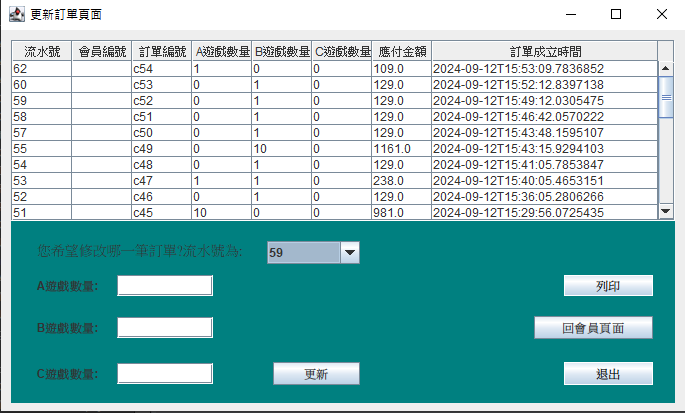 更新訂單頁面
流水號 會員編號 訂單編號 A遊戲數量 B遊戲數量 C遊戲數量 應付金額 訂單成立時間
62 c54 1 0 0 109.0 2024-09-12T15:53:09.7836852
60 c53 0 1 0 129.0 2024-09-12T15:52:12.8397138
59 c52 0 1 0 129.0 2024-09-12T15:49:12.0305475
58 c51 0 1 0 129.0 2024-09-12T15:46:42.0570222
57 c50 0 1 0 129.0 2024-09-12T15:43:48.1595107
55 c49 0 10 0 1161.0 2024-09-12T15:43:15.9294103
54 c48 0 1 0 129.0 2024-09-12T15:41:05.7853847
53 c47 1 1 0 238.0 2024-09-12T15:40:05.4653151
52 c46 0 1 0 129.0 2024-09-12T15:36:05.2806266
51 c45 10 0 0 981.0 2024-09-12T15:29:56.0725435
您希望修改哪一筆訂單?流水號為: 59
A遊戲數量: 列印
B遊戲數量: 回會員頁面
C遊戲數量: 更新 退出